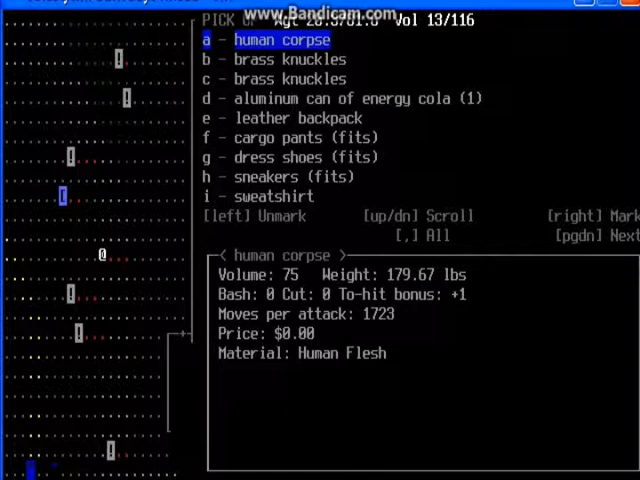 www.Bandicam.com
PICK Vol 13/116
a - human corpse
b - brass knuckles
c - brass knuckles
d - aluminum can of energy cola (1)
e - leather backpack
f - cargo pants (fits)
g - dress shoes (fits)
h - sneakers (fits)
i - sweatshirt
[left] Unmark [up/dn] Scroll [right] Mark
[,] All [pgdn] Next
< human corpse >
Volume: 75 Weight: 179.67 lbs
Bash: 0 Cut: 0 To-hit bonus: +1
Moves per attack: 1723
Price: $0.00
Material: Human Flesh